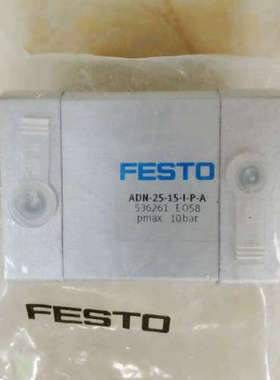 FESTO
ADN-25-15-I-P-A
536261 E058
pmax. 10bar
FESTO